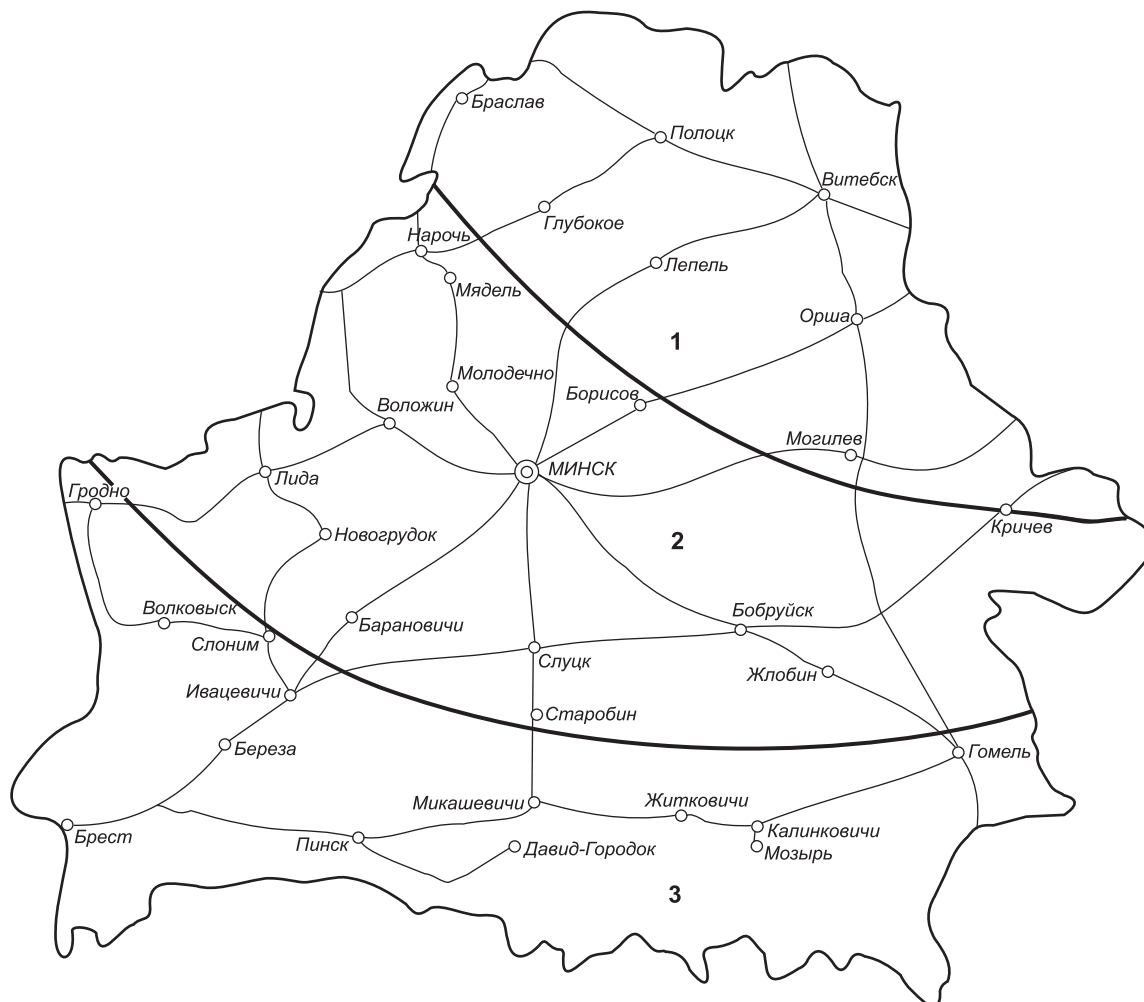 Браслав
Полоцк
Витебск
Глубокое
Нарочь
Лепель
Мядель
Орша
1
Молодечно
Борисов
Воложин
Могилев
МИНСК
Лида
Гродно
Кричев
Новогрудок
2
Волковыск
Бобруйск
Барановичи
Слоним
Слуцк
Жлобин
Ивацевичи
Старобин
Береза
Гомель
Микашевичи
Житковичи
Калинковичи
Брест
Пинск
Давид-Городок
Мозырь
3